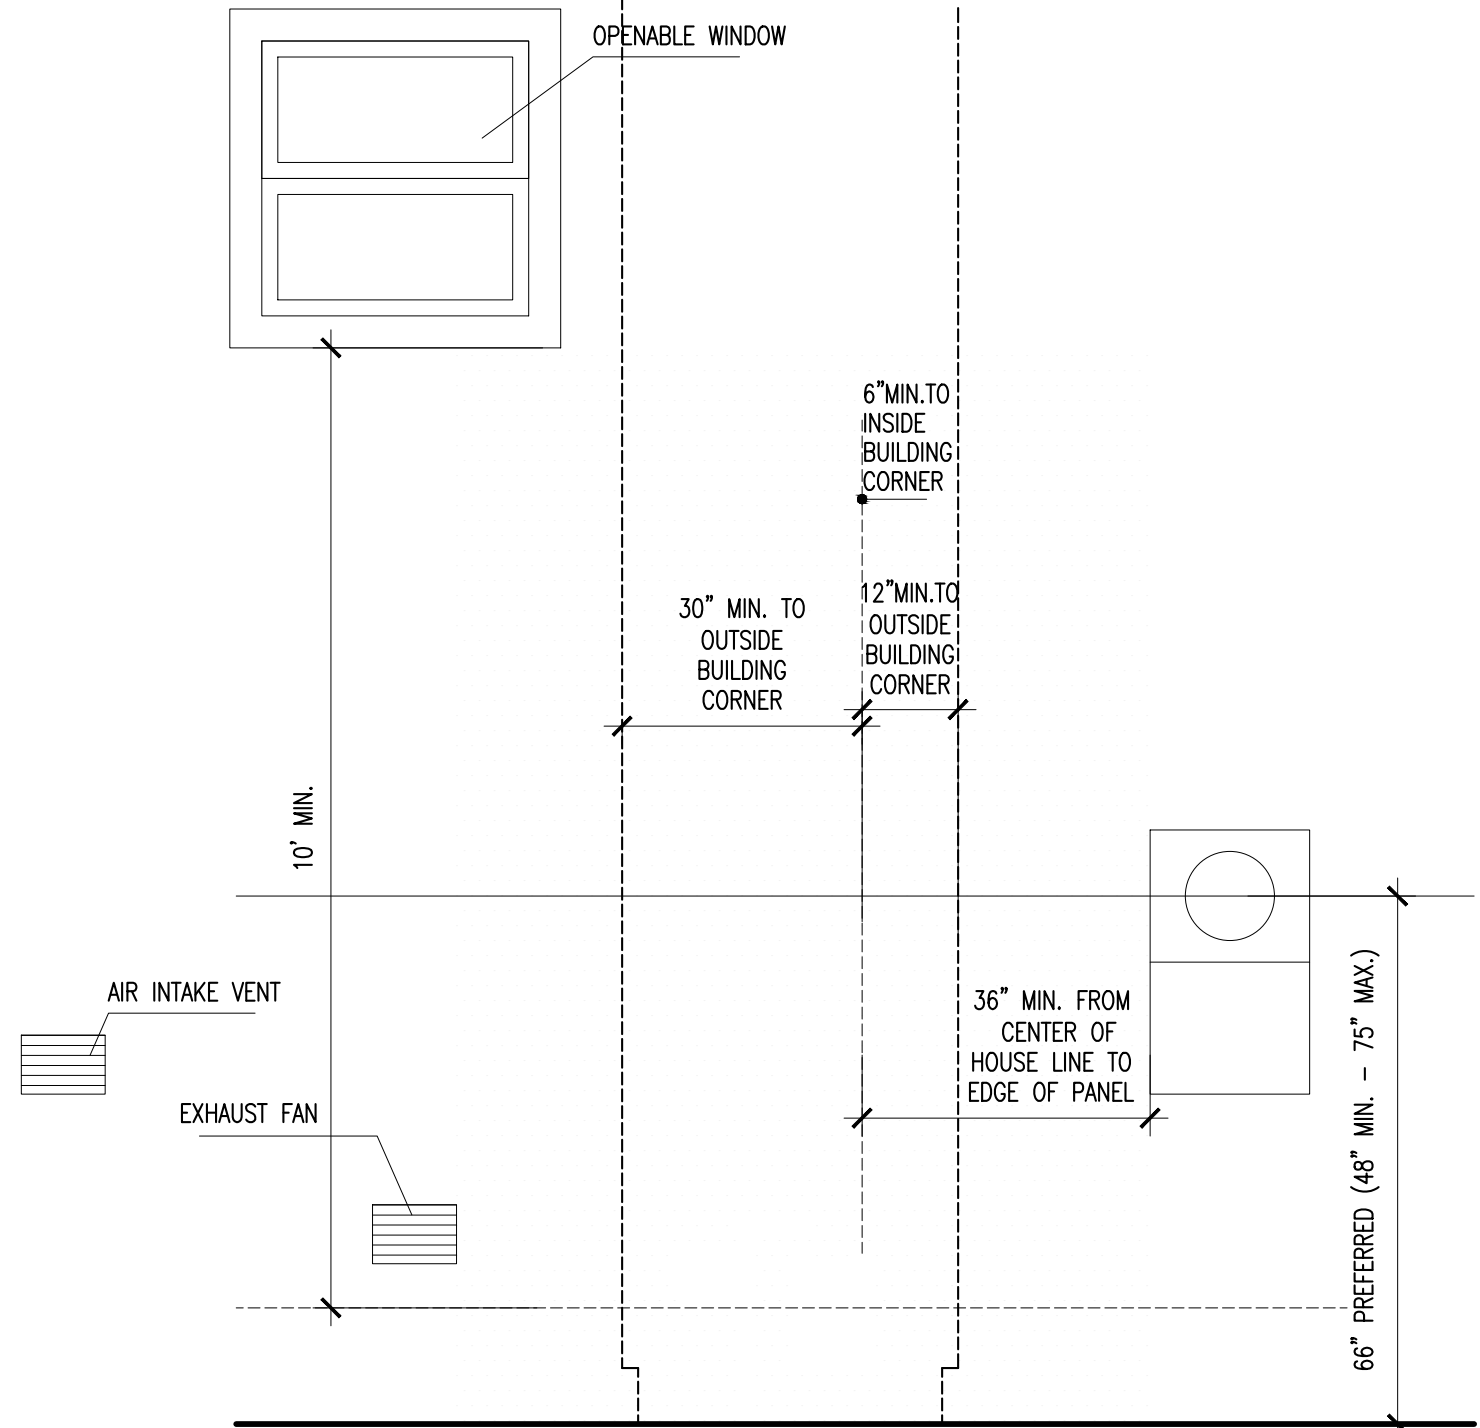 OPENABLE WINDOW
6”MIN.TO
INSIDE
BUILDING
CORNER
12”MIN.TO
OUTSIDE
BUILDING
CORNER
30” MIN. TO
OUTSIDE
BUILDING
CORNER
10’ MIN.
AIR INTAKE VENT
36” MIN. FROM
CENTER OF
HOUSE LINE TO
EDGE OF PANEL
EXHAUST FAN
66” PREFERRED (48” MIN. – 75” MAX.)